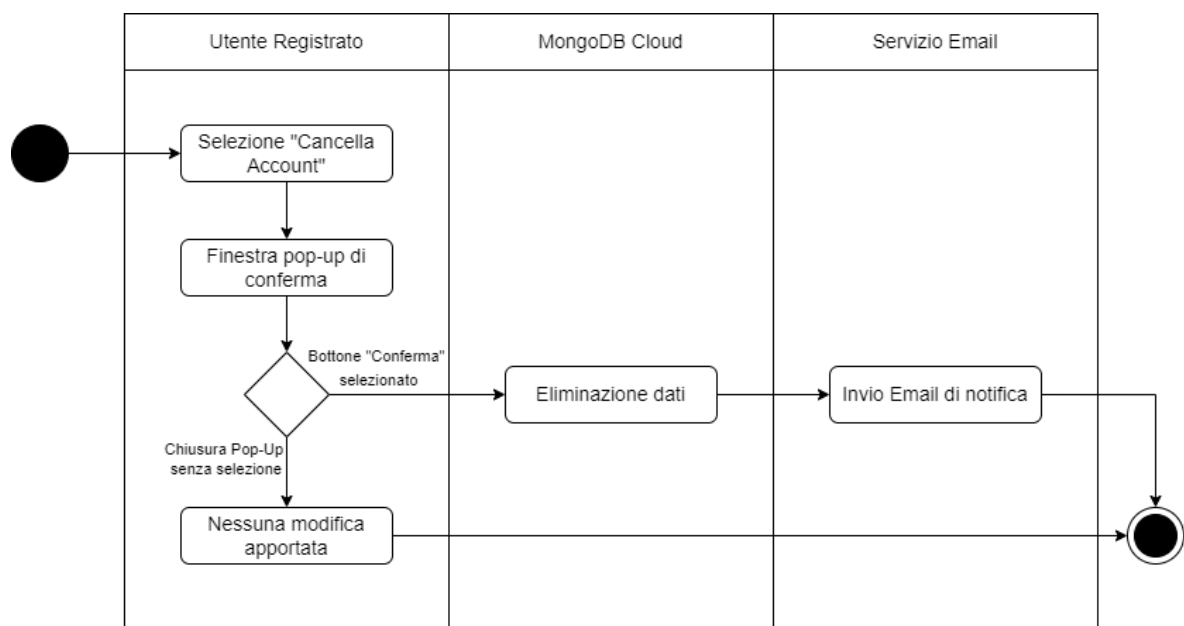 Utente Registrato
MongoDB Cloud
Servizio Email
Selezione "Cancella
Account"
Finestra pop-up di
conferma
Bottone "Conferma"
selezionato
Eliminazione dati
Invio Email di notifica
Chiusura Pop-Up
senza selezione
Nessuna modifica
apportata